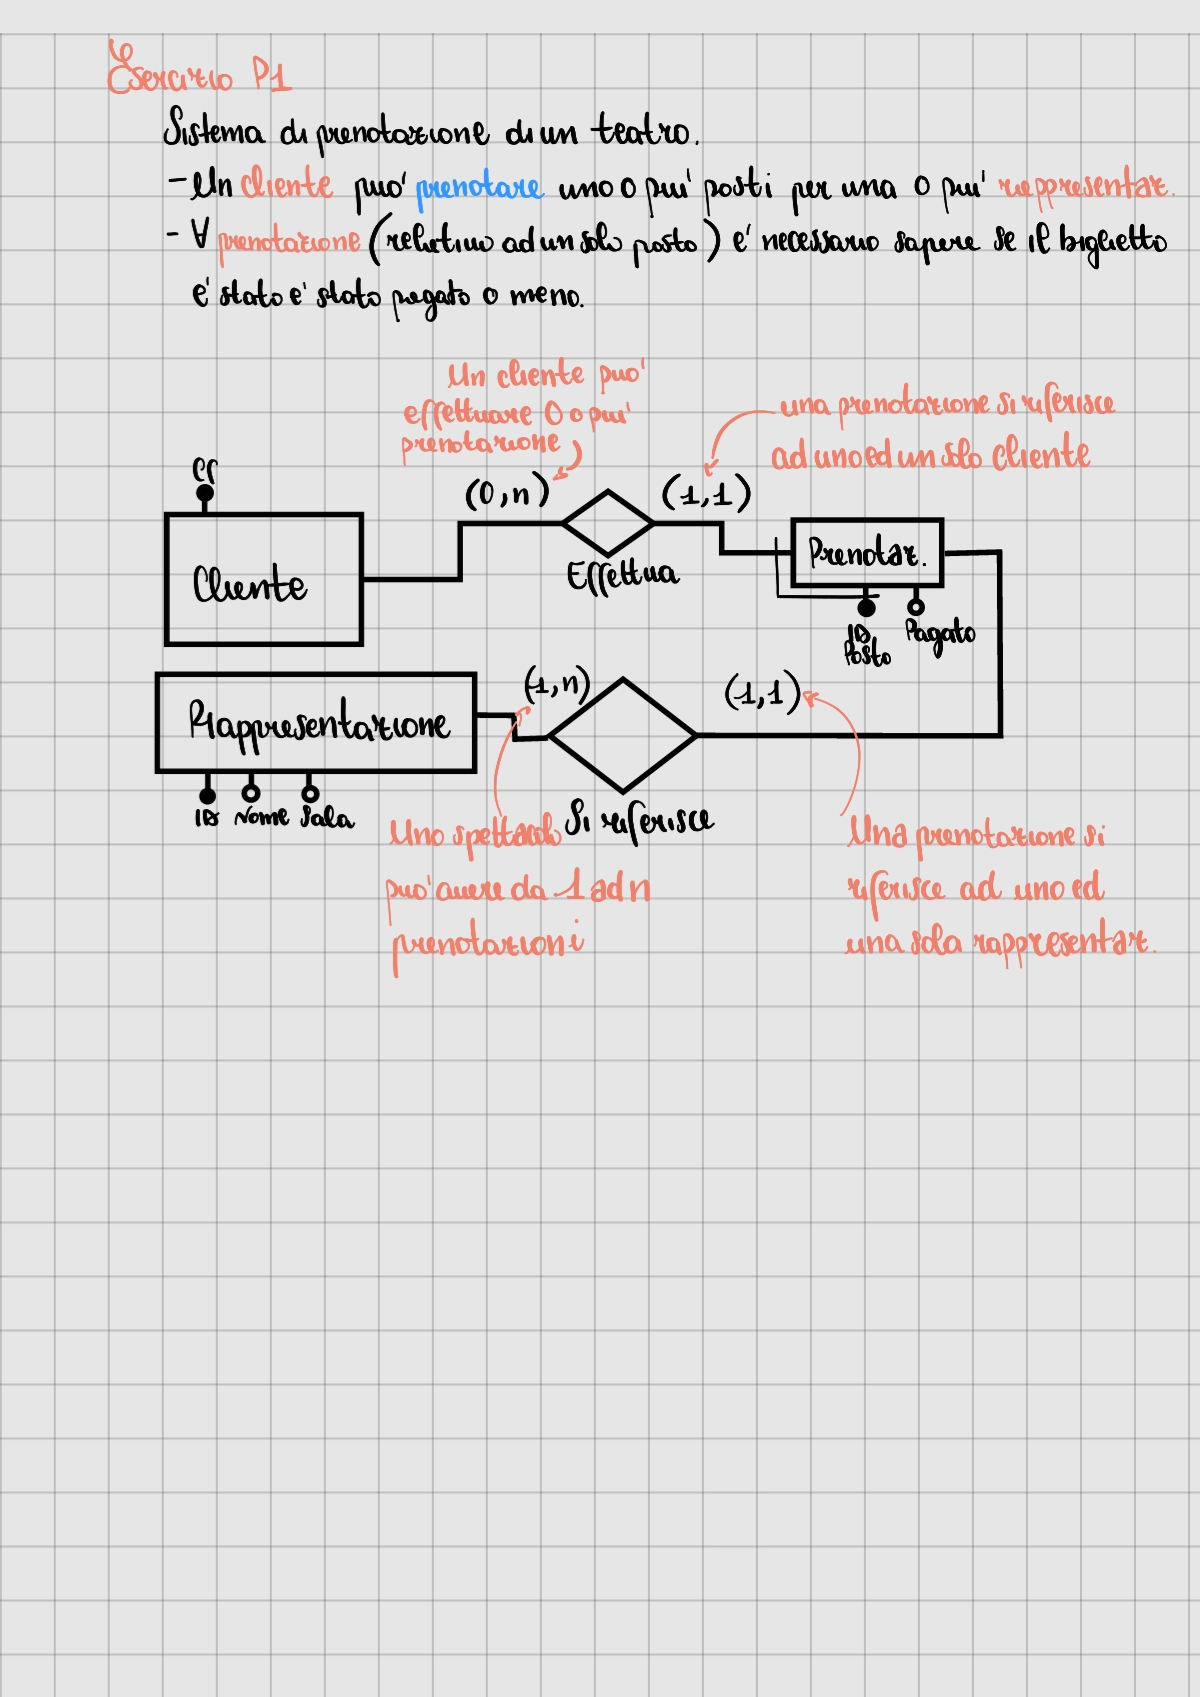 Esercizio P1
Sistema di prenotazione di un teatro.
- Un cliente puo' prenotare uno o piu' posti per una o piu' rappresentaz.
- ∀ prenotazione (relativo ad un solo posto) e' necessario sapere se il biglietto
e' stato e' stato pagato o meno.
Un cliente puo'
effettuare 0 o piu'
prenotazione
una prenotazione si riferisce
ad uno ed un solo cliente
CF
(0,n)
(1,1)
Cliente
Effettua
Prenotaz.
ID Posto
Pagato
Rappresentazione
(1,n)
(1,1)
ID Nome Sala
Si riferisce
Uno spettacolo
puo' avere da 1 ad n
prenotazioni
Una prenotazione si
riferisce ad uno ed
una sola rappresentaz.